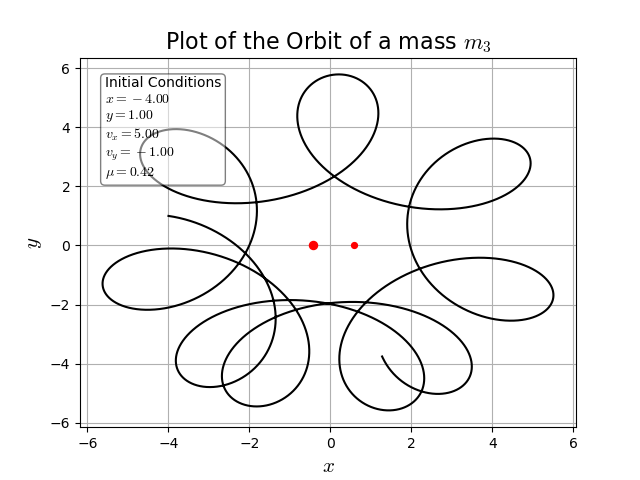 Plot of the Orbit of a mass m₃
Initial Conditions
x = −4.00
y = 1.00
vₓ = 5.00
v_y = −1.00
μ = 0.42
6
4
2
0
−2
−4
−6
y
−6
−4
−2
0
2
4
6
x